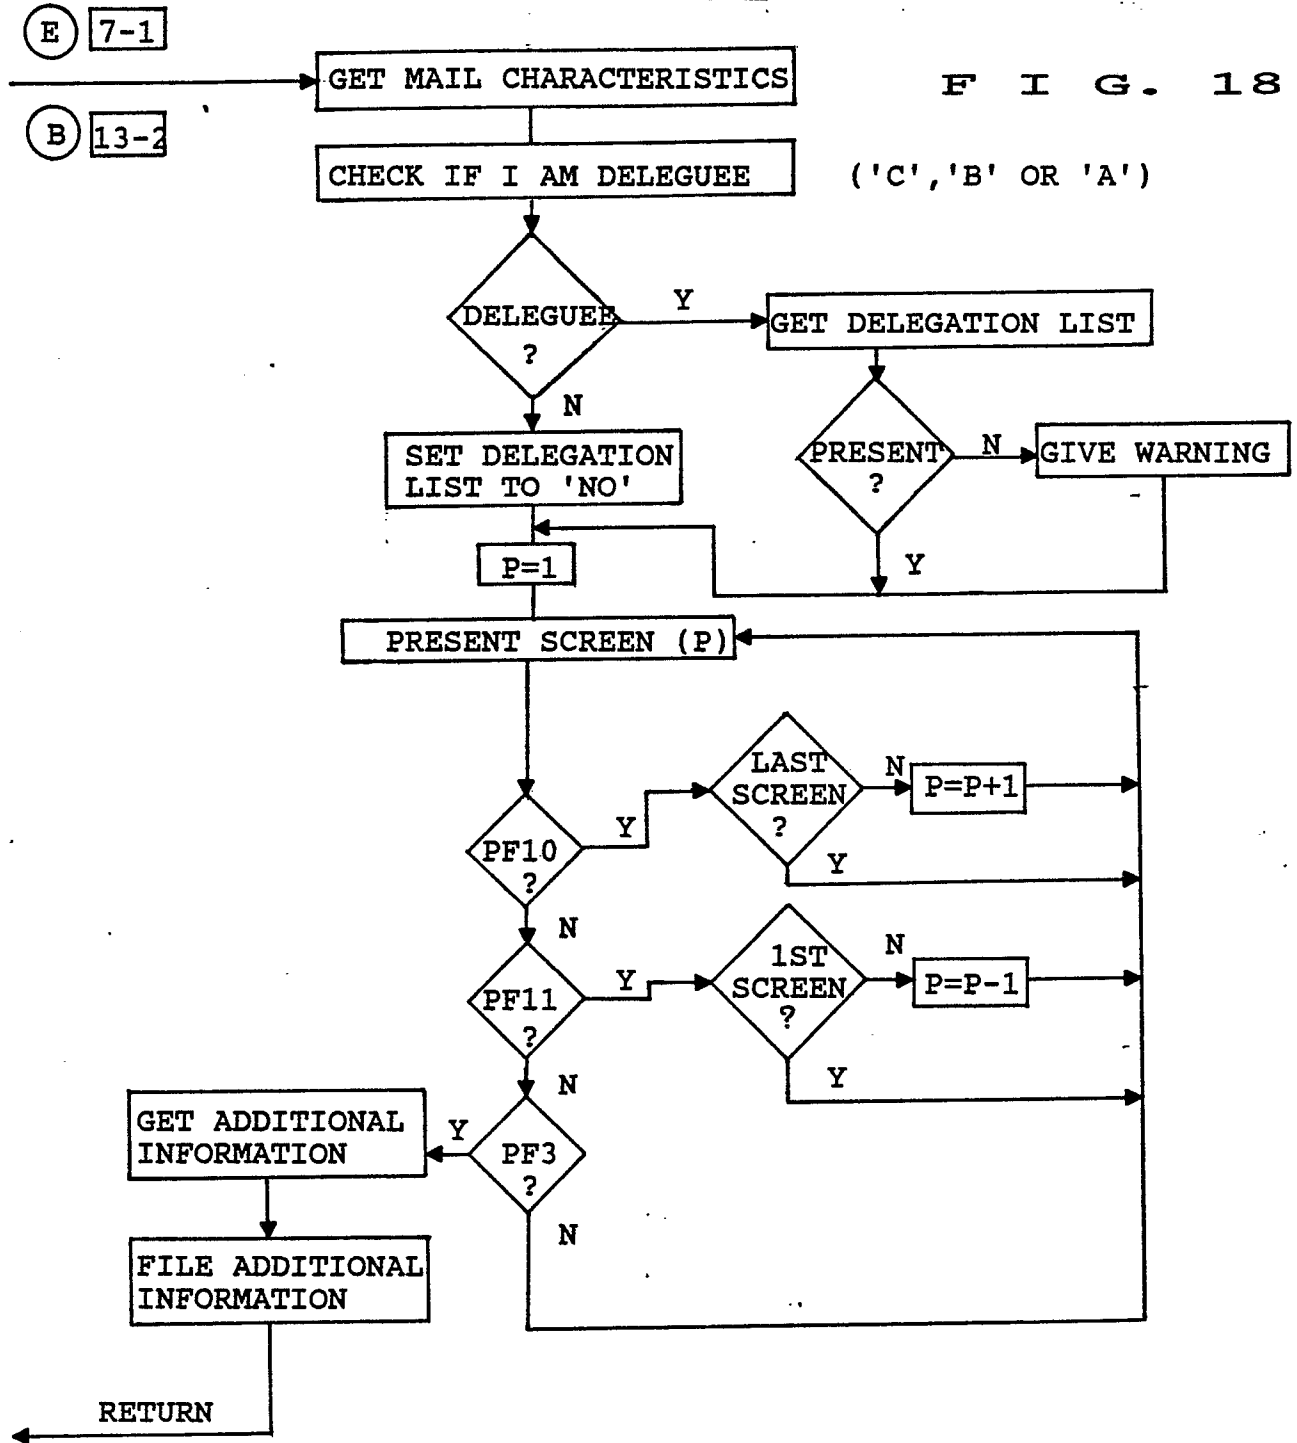 E 7-1
GET MAIL CHARACTERISTICS
F I G. 18
B 13-2
CHECK IF I AM DELEGUEE
('C','B' OR 'A')
DELEGUEE
?
Y
GET DELEGATION LIST
N
SET DELEGATION
LIST TO 'NO'
PRESENT
?
N
GIVE WARNING
Y
P=1
PRESENT SCREEN (P)
PF10
?
Y
LAST
SCREEN
?
N
P=P+1
Y
N
PF11
?
Y
1ST
SCREEN
?
N
P=P-1
Y
N
PF3
?
Y
GET ADDITIONAL
INFORMATION
N
FILE ADDITIONAL
INFORMATION
RETURN